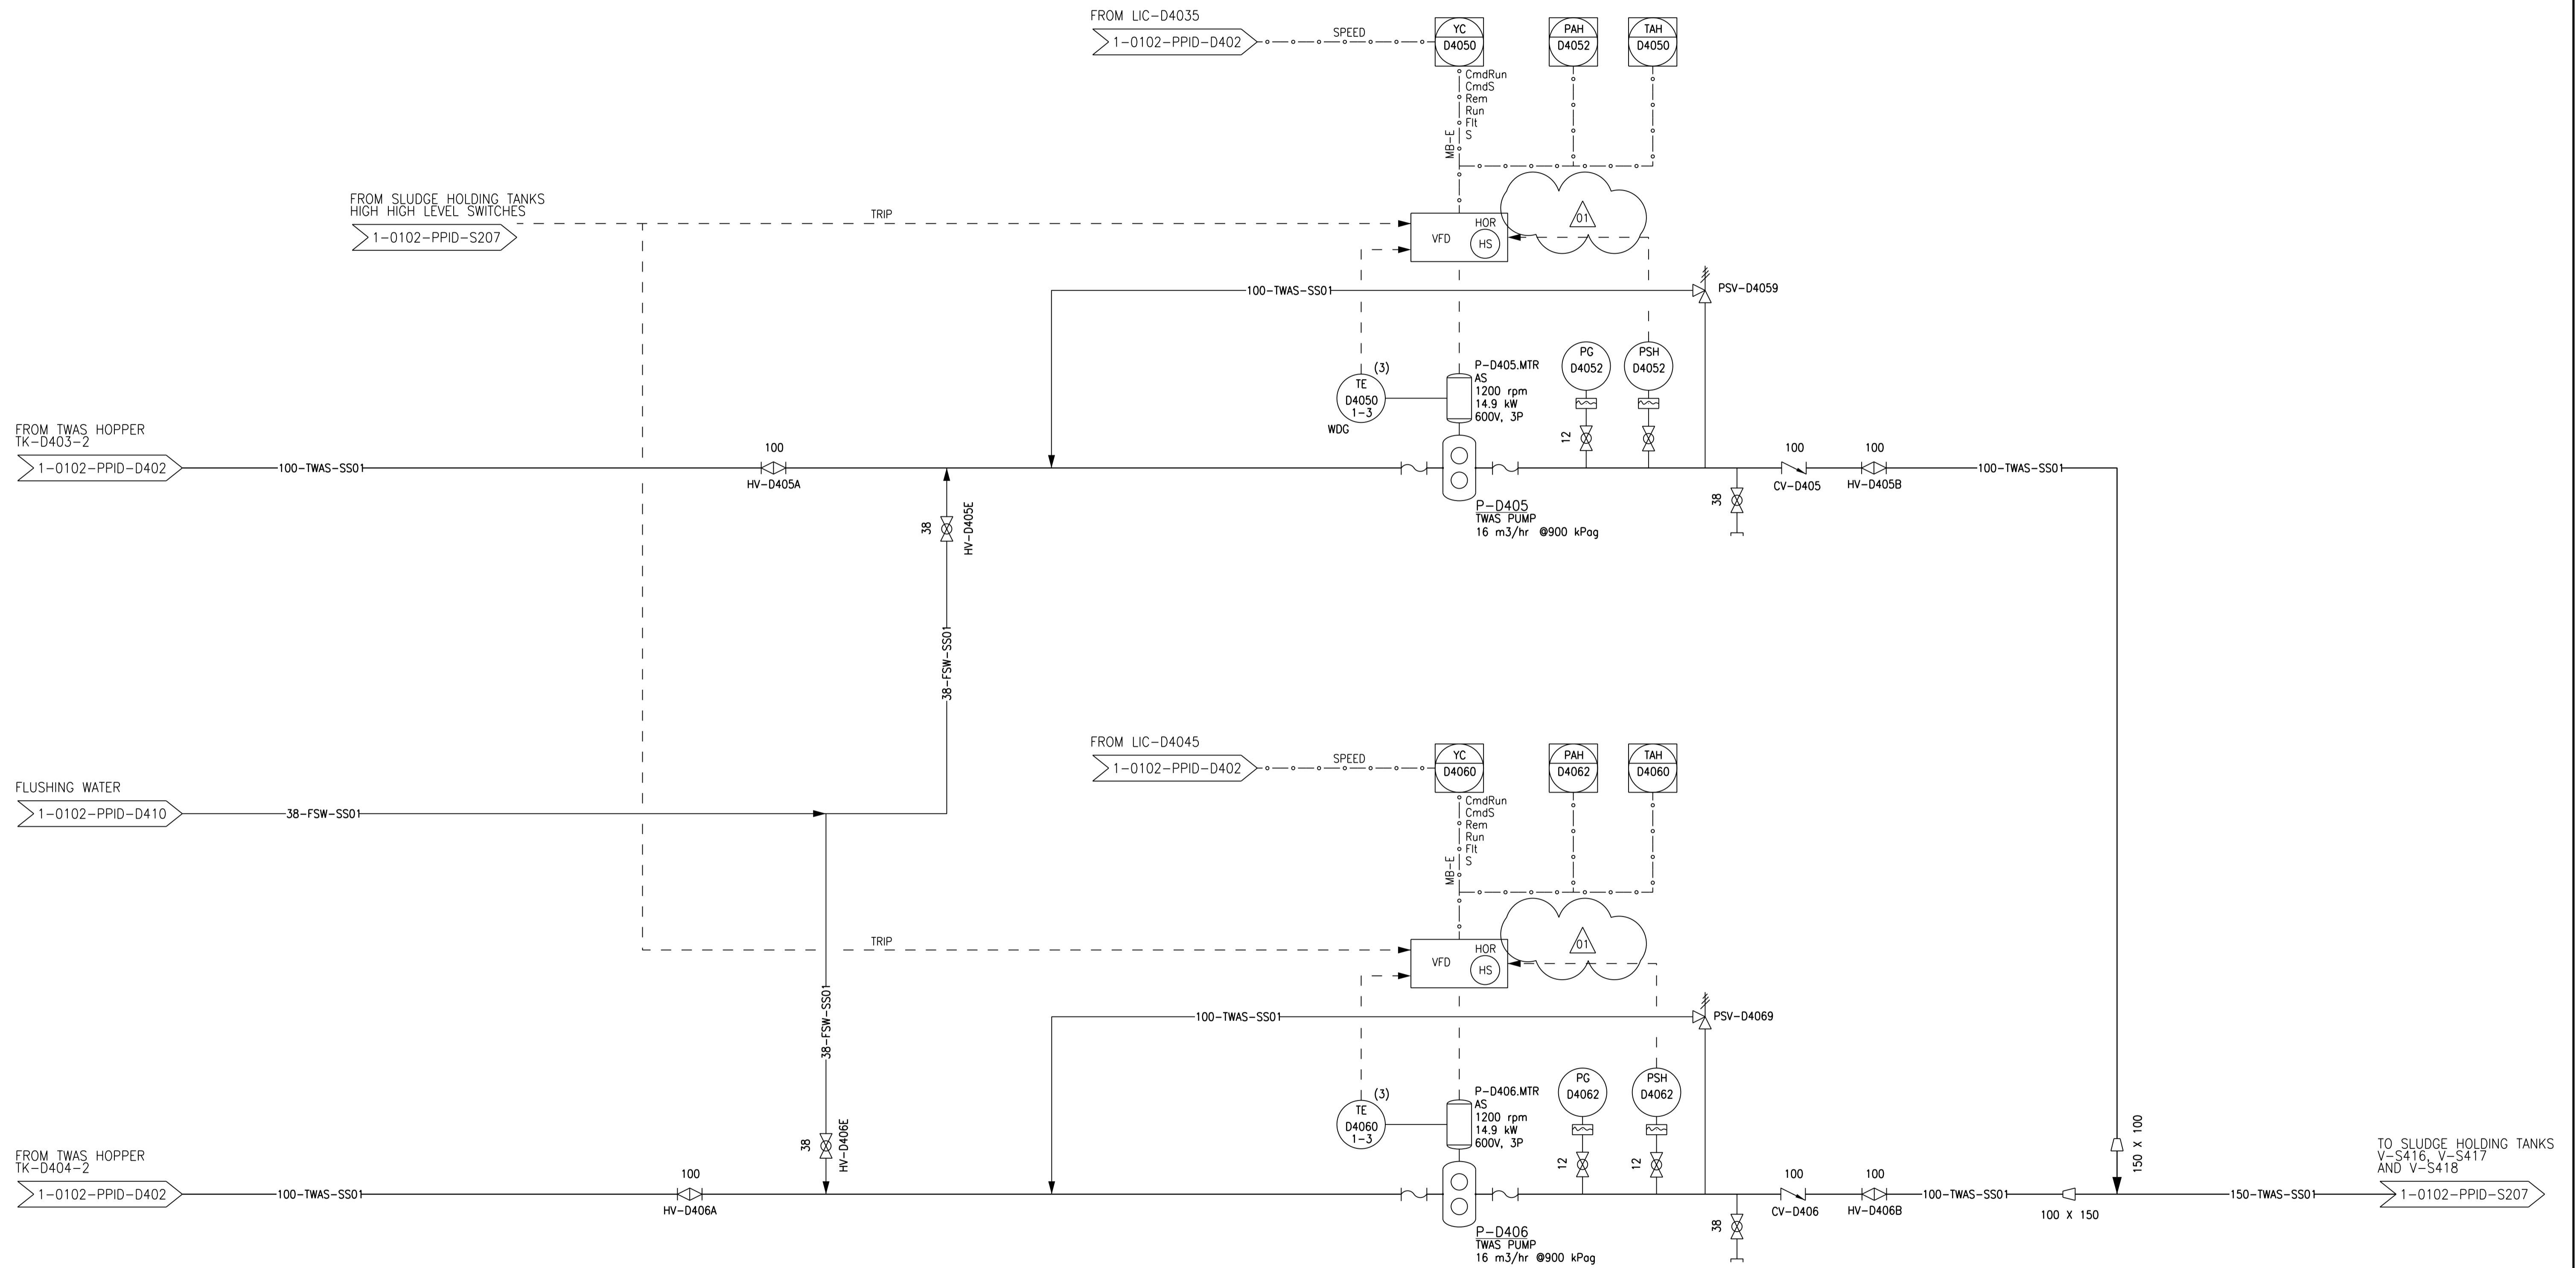 FROM LIC-D4035
1-0102-PPID-D402
SPEED
YC
D4050
PAH
D4052
TAH
D4050
CmdRun
CmdS
Rem
Run
Flt
S
MB-E
FROM SLUDGE HOLDING TANKS
HIGH HIGH LEVEL SWITCHES
1-0102-PPID-S207
TRIP
VFD
HOR
HS
01
100-TWAS-SS01
PSV-D4059
(3)
TE
D4050
1-3
WDG
P-D405.MTR
AS
1200 rpm
14.9 kW
600V, 3P
PG
D4052
PSH
D4052
12
FROM TWAS HOPPER
TK-D403-2
1-0102-PPID-D402
100-TWAS-SS01
100
HV-D405A
38
HV-D405E
P-D405
TWAS PUMP
16 m3/hr @900 kPag
38
100
CV-D405
100
HV-D405B
100-TWAS-SS01
38-FSW-SS01
FLUSHING WATER
1-0102-PPID-D410
38-FSW-SS01
FROM LIC-D4045
1-0102-PPID-D402
SPEED
YC
D4060
PAH
D4062
TAH
D4060
CmdRun
CmdS
Rem
Run
Flt
S
MB-E
TRIP
VFD
HOR
HS
01
38-FSW-SS01
100-TWAS-SS01
PSV-D4069
(3)
TE
D4060
1-3
P-D406.MTR
AS
1200 rpm
14.9 kW
600V, 3P
PG
D4062
PSH
D4062
12
12
38
HV-D406E
FROM TWAS HOPPER
TK-D404-2
1-0102-PPID-D402
100-TWAS-SS01
100
HV-D406A
P-D406
TWAS PUMP
16 m3/hr @900 kPag
38
100
CV-D406
100
HV-D406B
100-TWAS-SS01
100 X 150
150 X 100
150-TWAS-SS01
TO SLUDGE HOLDING TANKS
V-S416, V-S417
AND V-S418
1-0102-PPID-S207